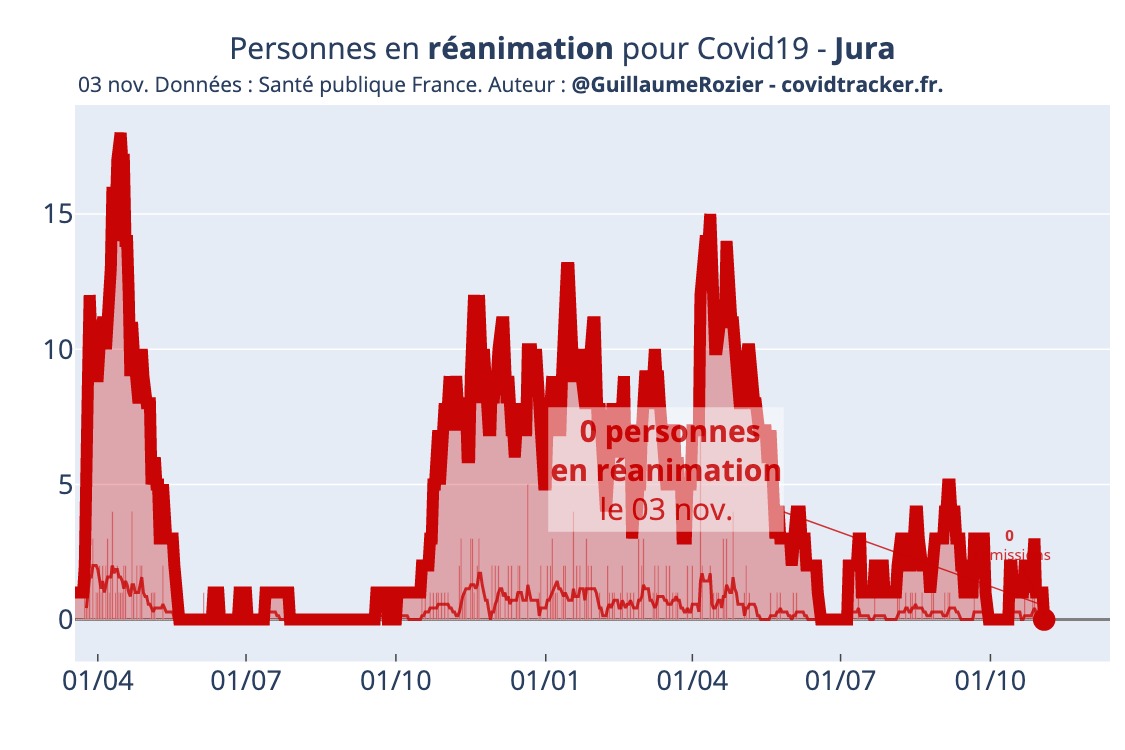 Personnes en réanimation pour Covid19 - Jura
03 nov. Données : Santé publique France. Auteur : @GuillaumeRozier - covidtracker.fr.
15
10
5
0
0 personnes
en réanimation
le 03 nov.
0
01/04
01/07
01/10
01/01
01/04
01/07
01/10